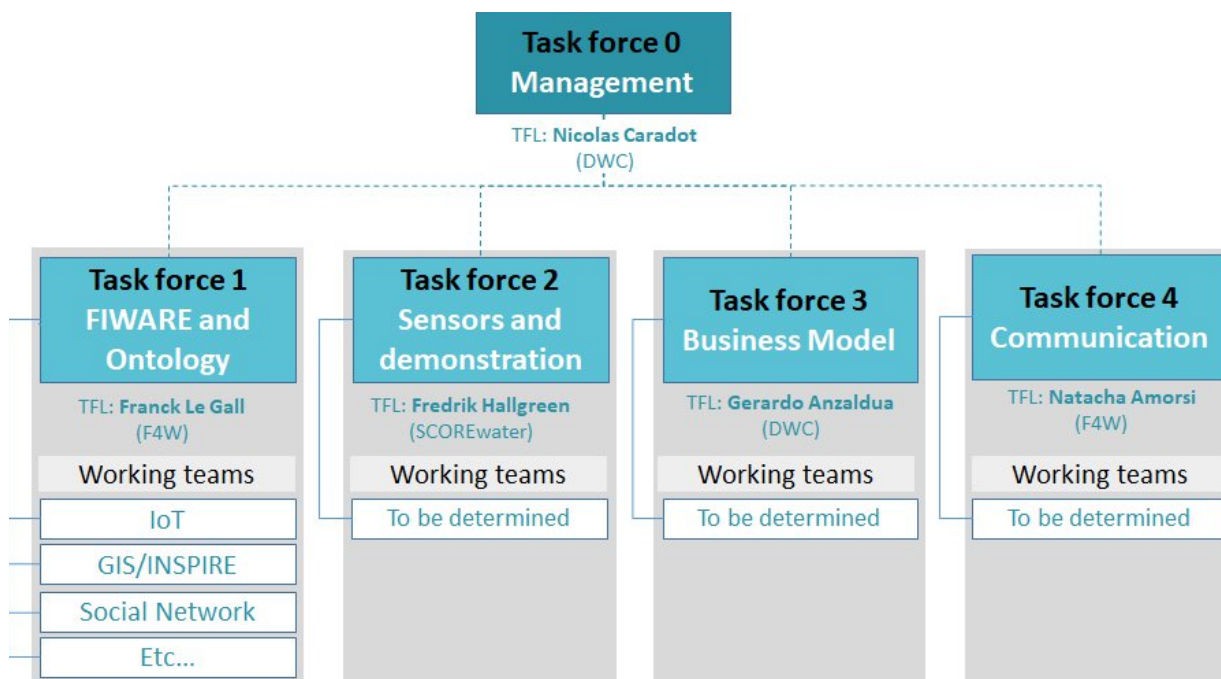 Task force 0
Management
TFL: Nicolas Caradot
(DWC)
Task force 1
FIWARE and
Ontology
TFL: Franck Le Gall
(F4W)
Working teams
IoT
GIS/INSPIRE
Social Network
Etc...
Task force 2
Sensors and
demonstration
TFL: Fredrik Hallgreen
(SCOREwater)
Working teams
To be determined
Task force 3
Business Model
TFL: Gerardo Anzaldua
(DWC)
Working teams
To be determined
Task force 4
Communication
TFL: Natacha Amorsi
(F4W)
Working teams
To be determined